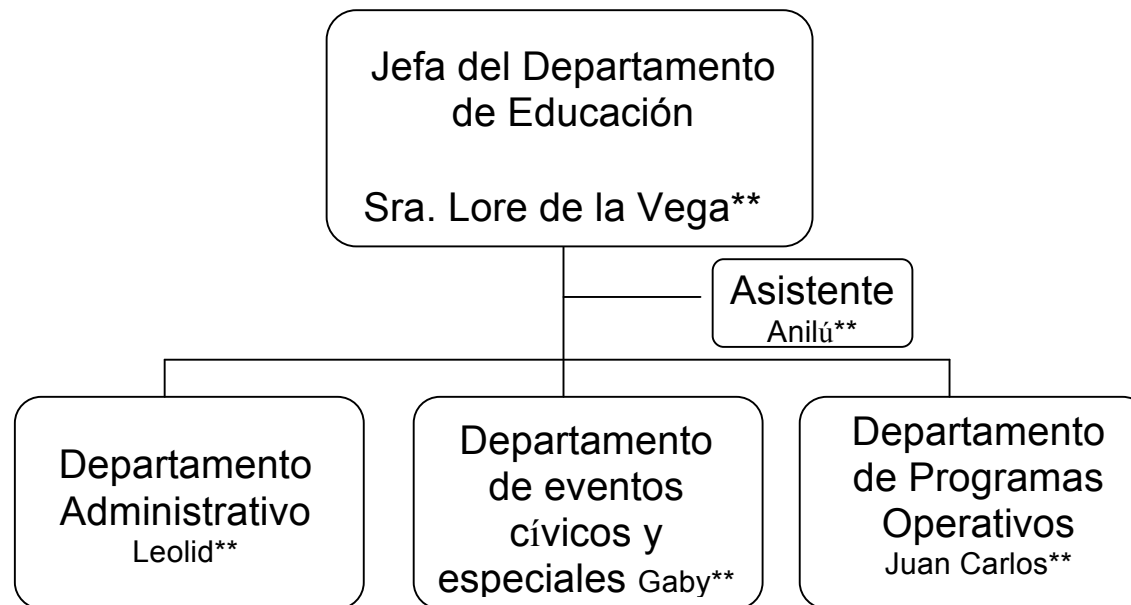 Jefa del Departamento
de Educación
Sra. Lore de la Vega**
Asistente
Anilú**
Departamento
Administrativo
Leolid**
Departamento
de eventos
cívicos y
especiales Gaby**
Departamento
de Programas
Operativos
Juan Carlos**